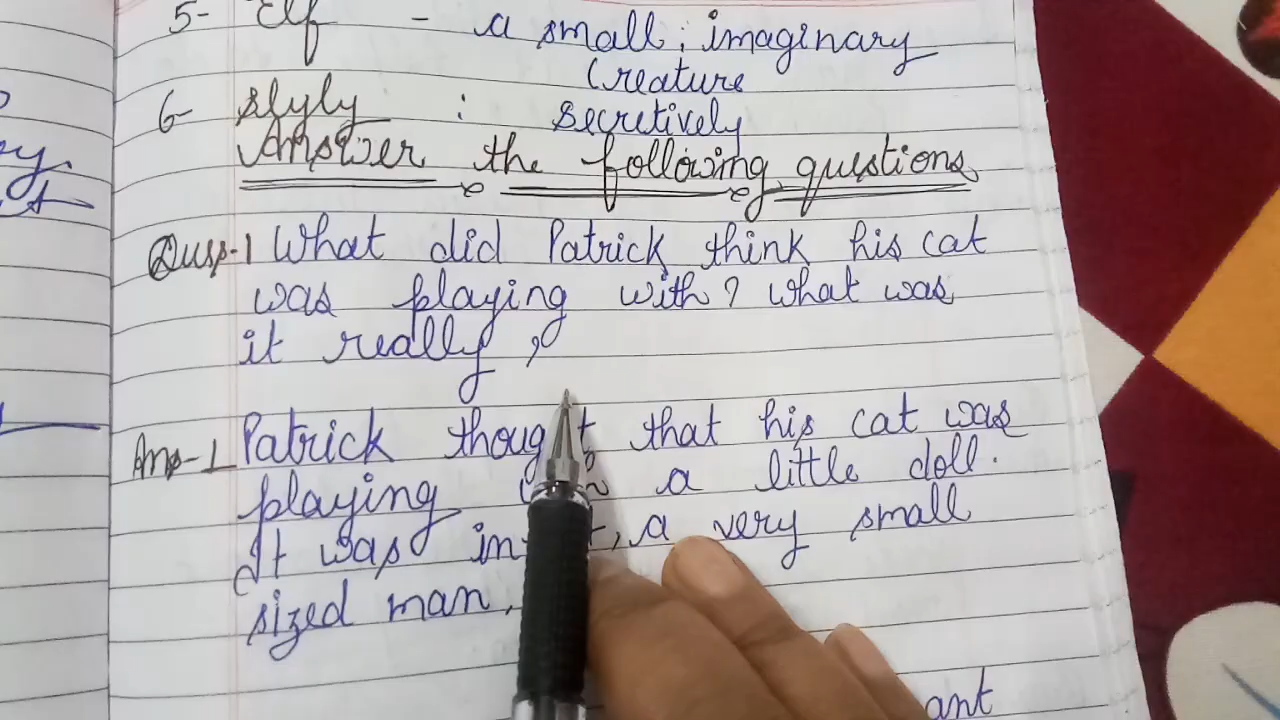 5- Elf - a small; imaginary
creature
6- slyly : secretively
Answer the following questions
Ques-1 What did Patrick think his cat
was playing with? What was
it really,
Ans-1 Patrick that his cat was
playing a little doll.
It was a very small
sized man.
ant